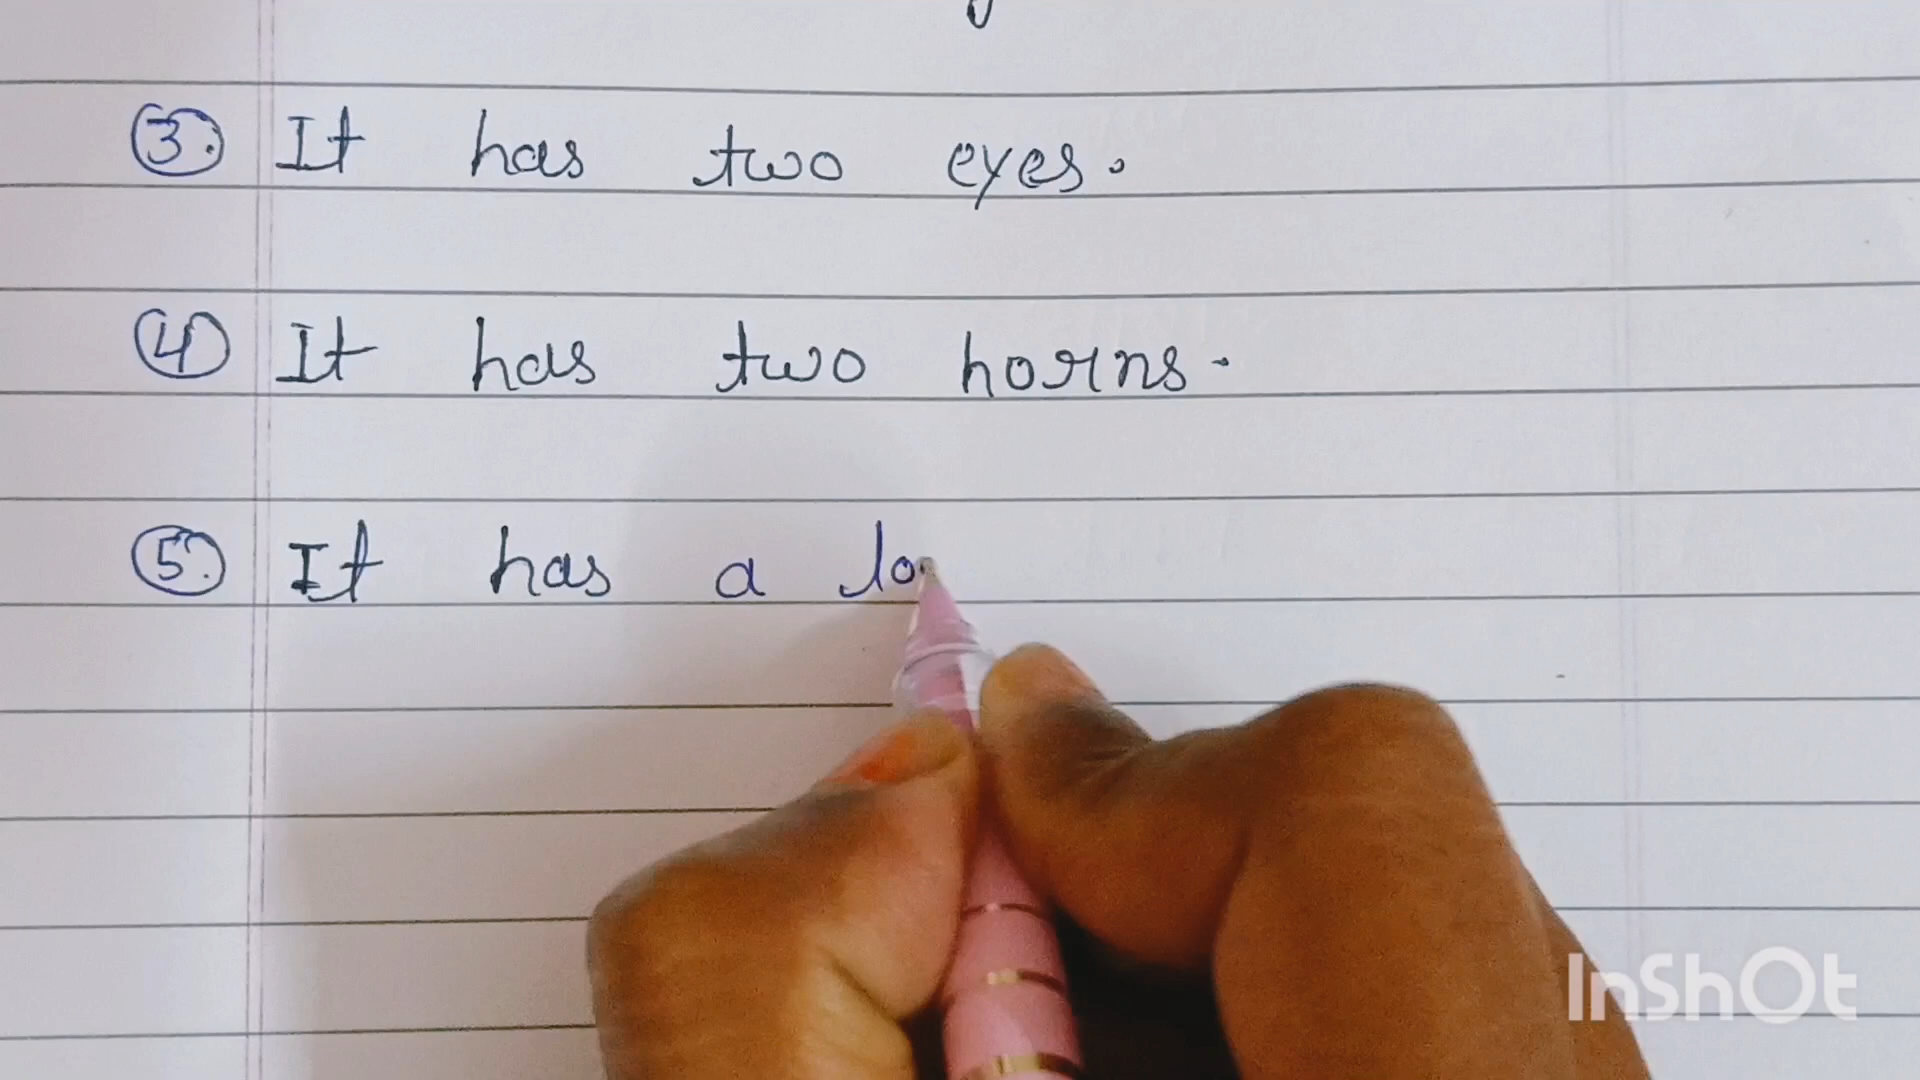 3. It has two eyes.
4 It has two horns.
5. It has a lo
InShOt